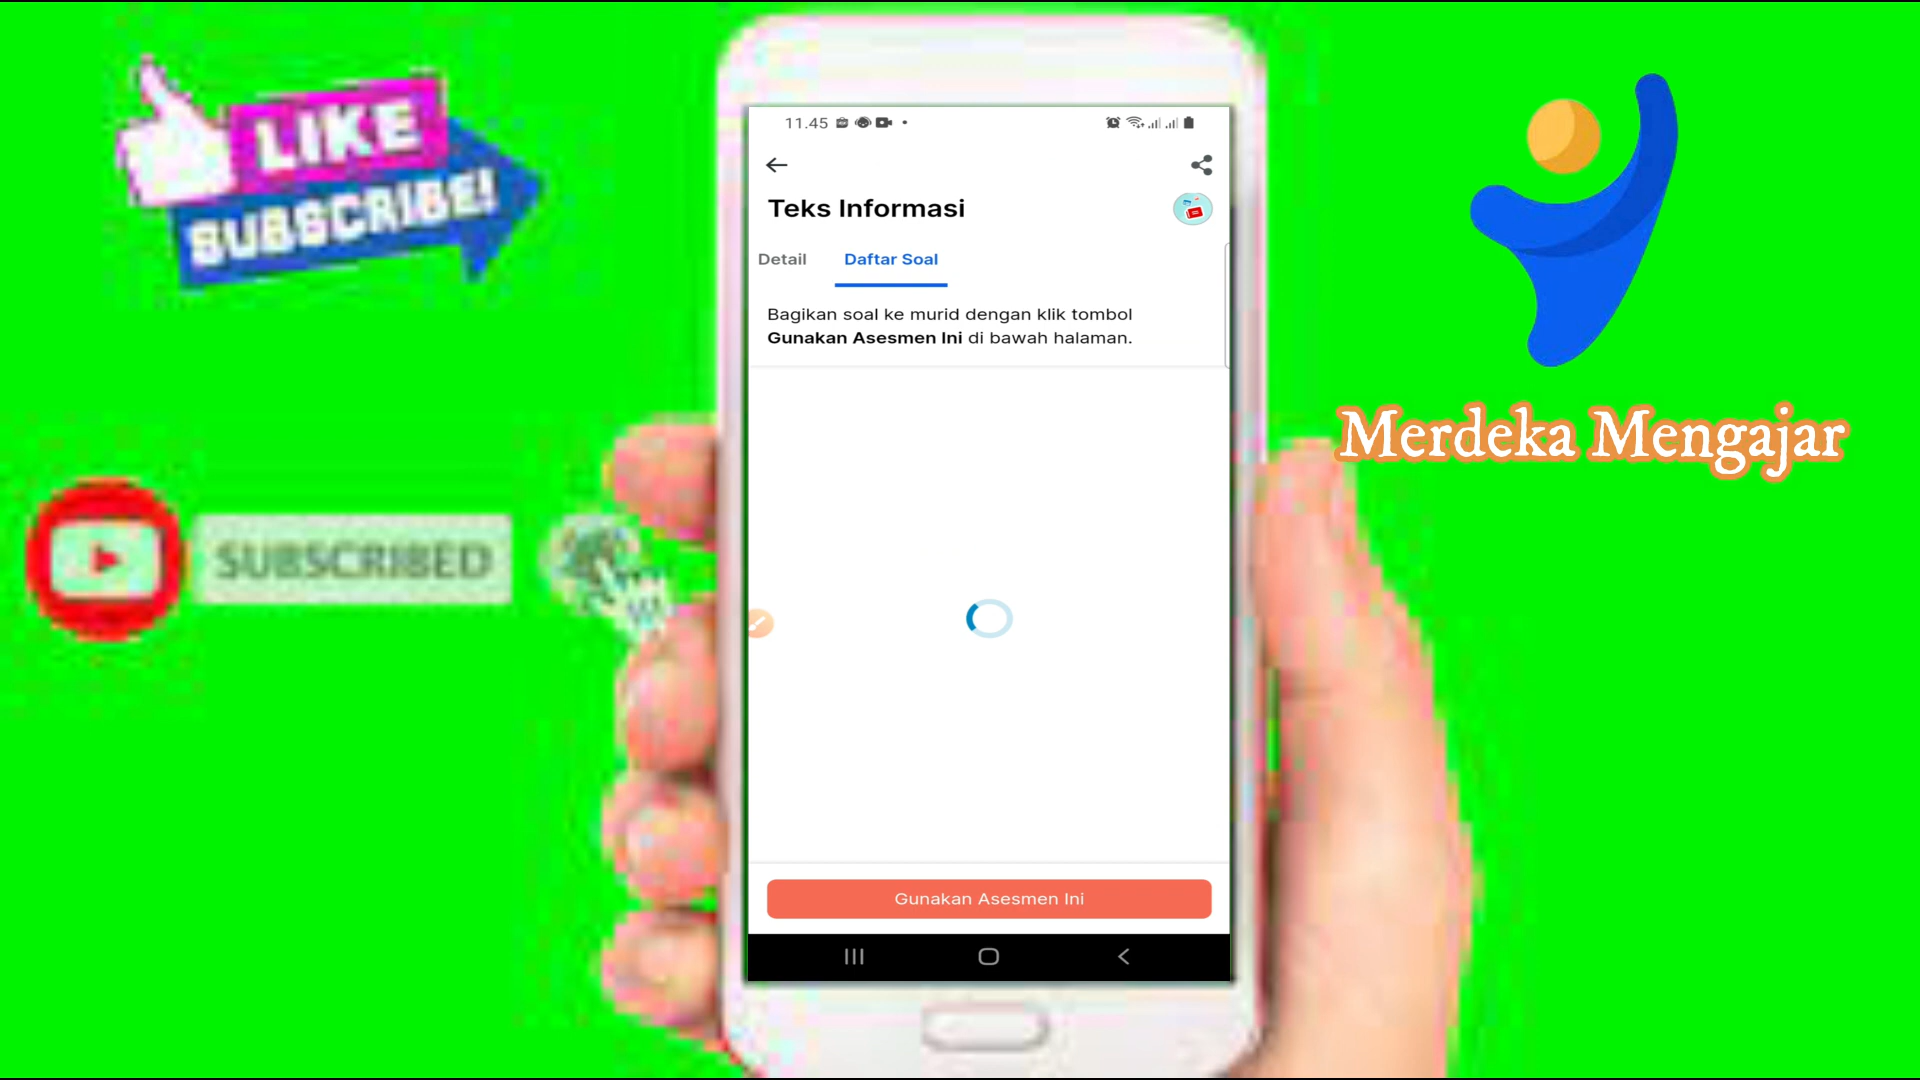 LIKE
SUBSCRIBE!
SUBSCRIBED
11.45
Teks Informasi
Detail
Daftar Soal
Bagikan soal ke murid dengan klik tombol
Gunakan Asesmen Ini di bawah halaman.
Gunakan Asesmen Ini
Merdeka Mengajar